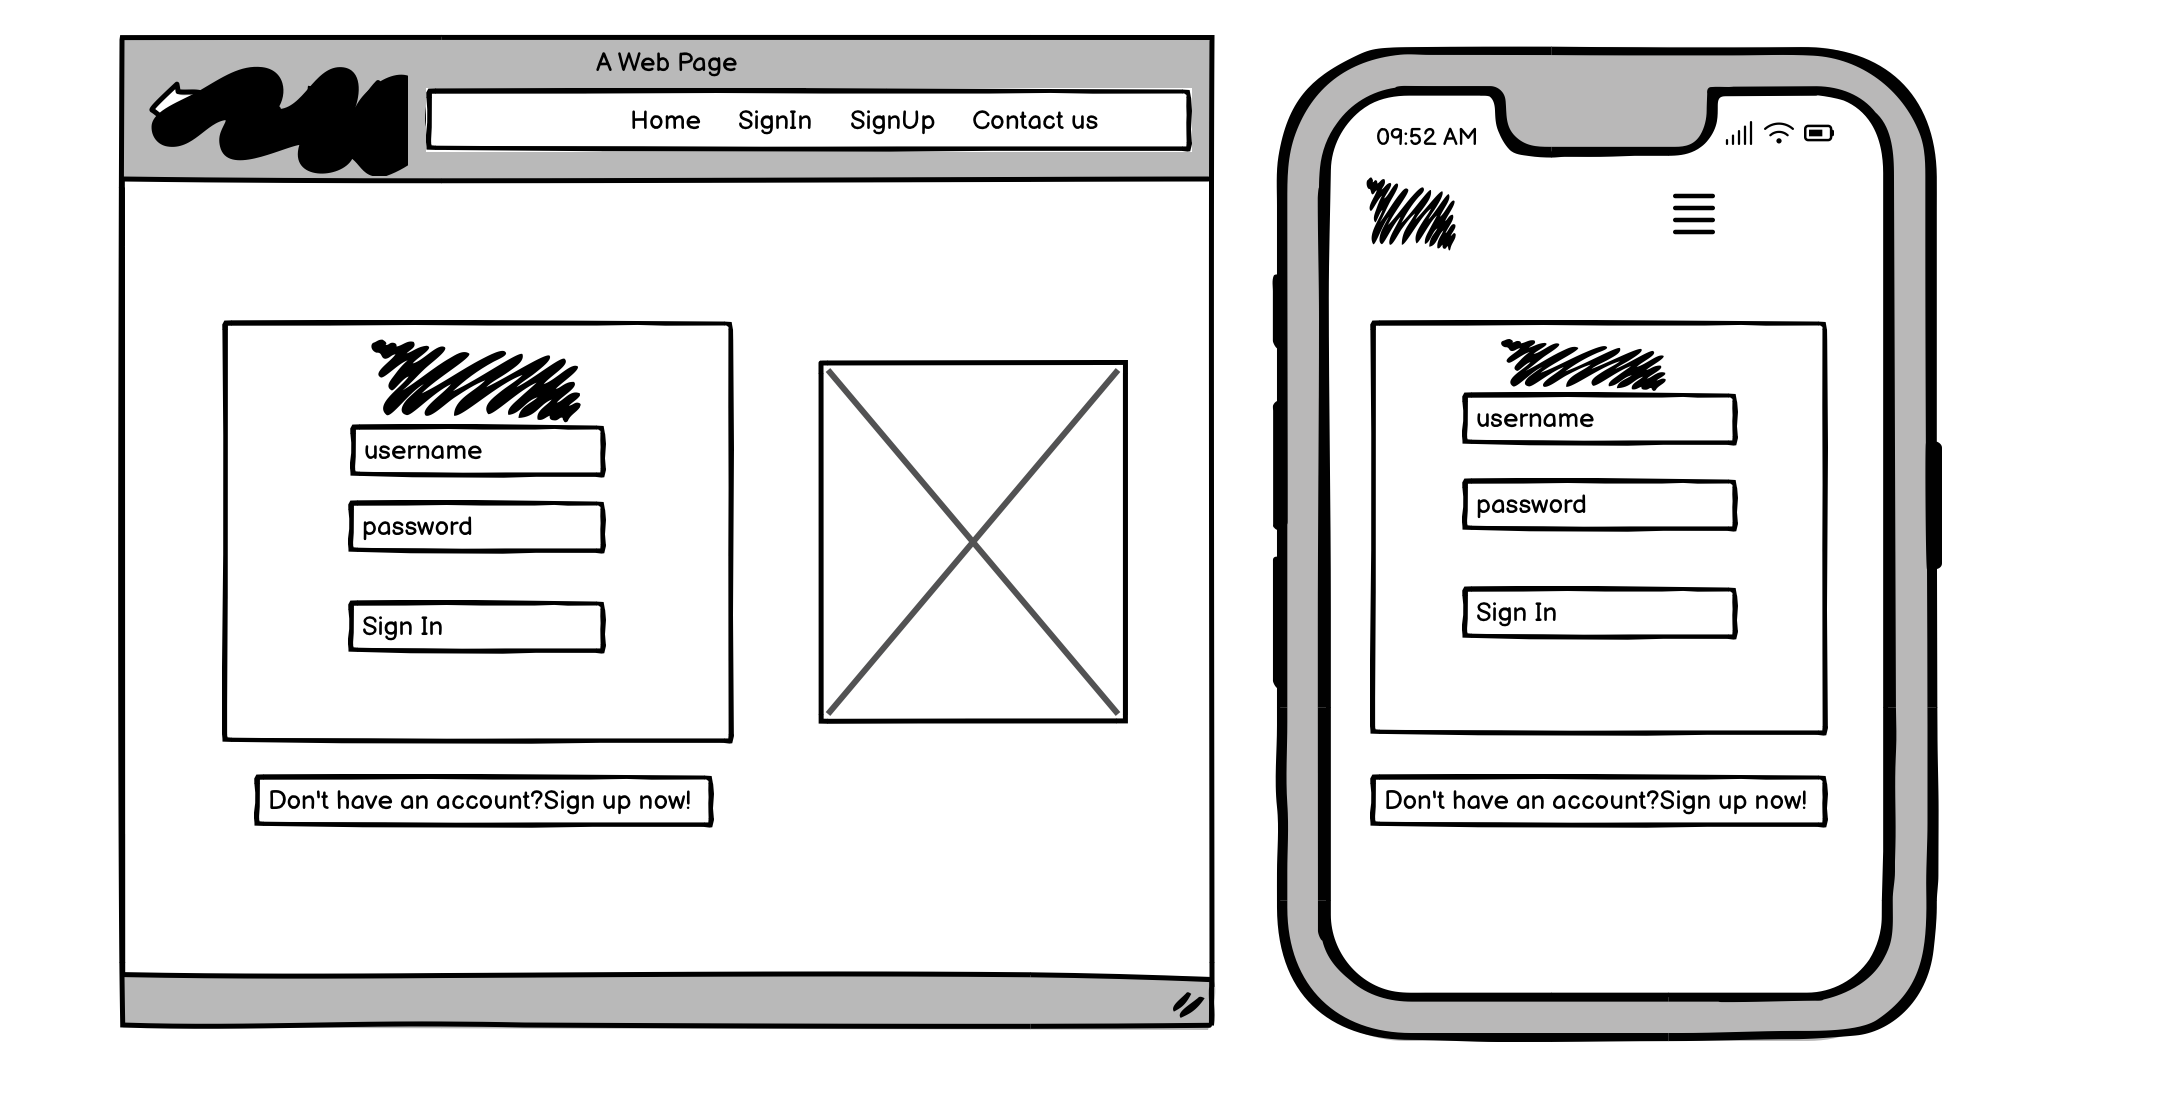 A Web Page
Home SignIn SignUp Contact us
username
password
Sign In
Don't have an account?Sign up now!
09:52 AM
username
password
Sign In
Don't have an account?Sign up now!